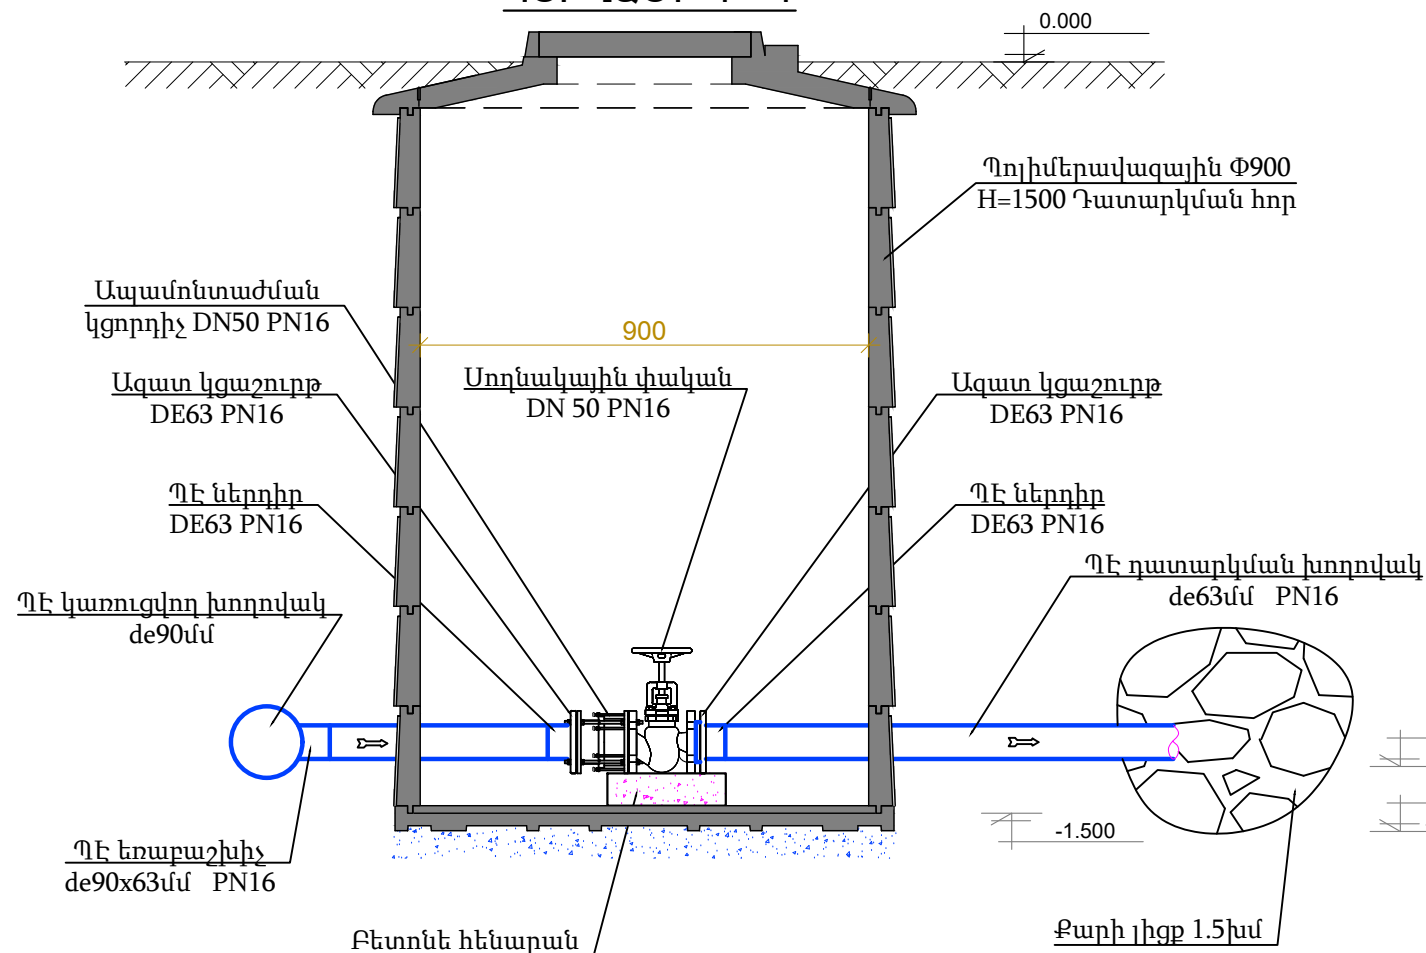 0.000
Պոլիմերավազային Փ900
H=1500 Դատարկման հոր
Ապամոնտաժման
կցորդիչ DN50 PN16
900
Ազատ կցաշուրթ
DE63 PN16
Սողնակային փական
DN 50 PN16
Ազատ կցաշուրթ
DE63 PN16
ՊԷ ներդիր
DE63 PN16
ՊԷ ներդիր
DE63 PN16
ՊԷ դատարկման խողովակ
de63մմ PN16
ՊԷ կառուցվող խողովակ
de90մմ
-1.500
ՊԷ եռաբաշխիչ
de90x63մմ PN16
Բետոնե հենարան
Քարի լիցք 1.5խմ